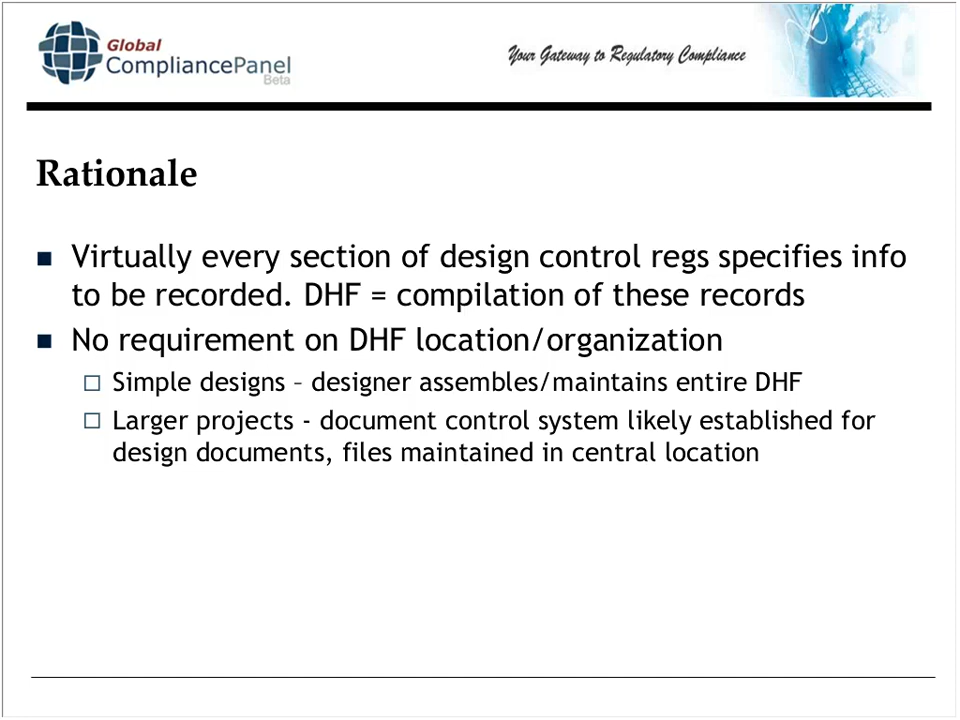 Global
CompliancePanel
Beta
Your Gateway to Regulatory Compliance
Rationale
Virtually every section of design control regs specifies info
to be recorded. DHF = compilation of these records
No requirement on DHF location/organization
Simple designs – designer assembles/maintains entire DHF
Larger projects - document control system likely established for
design documents, files maintained in central location